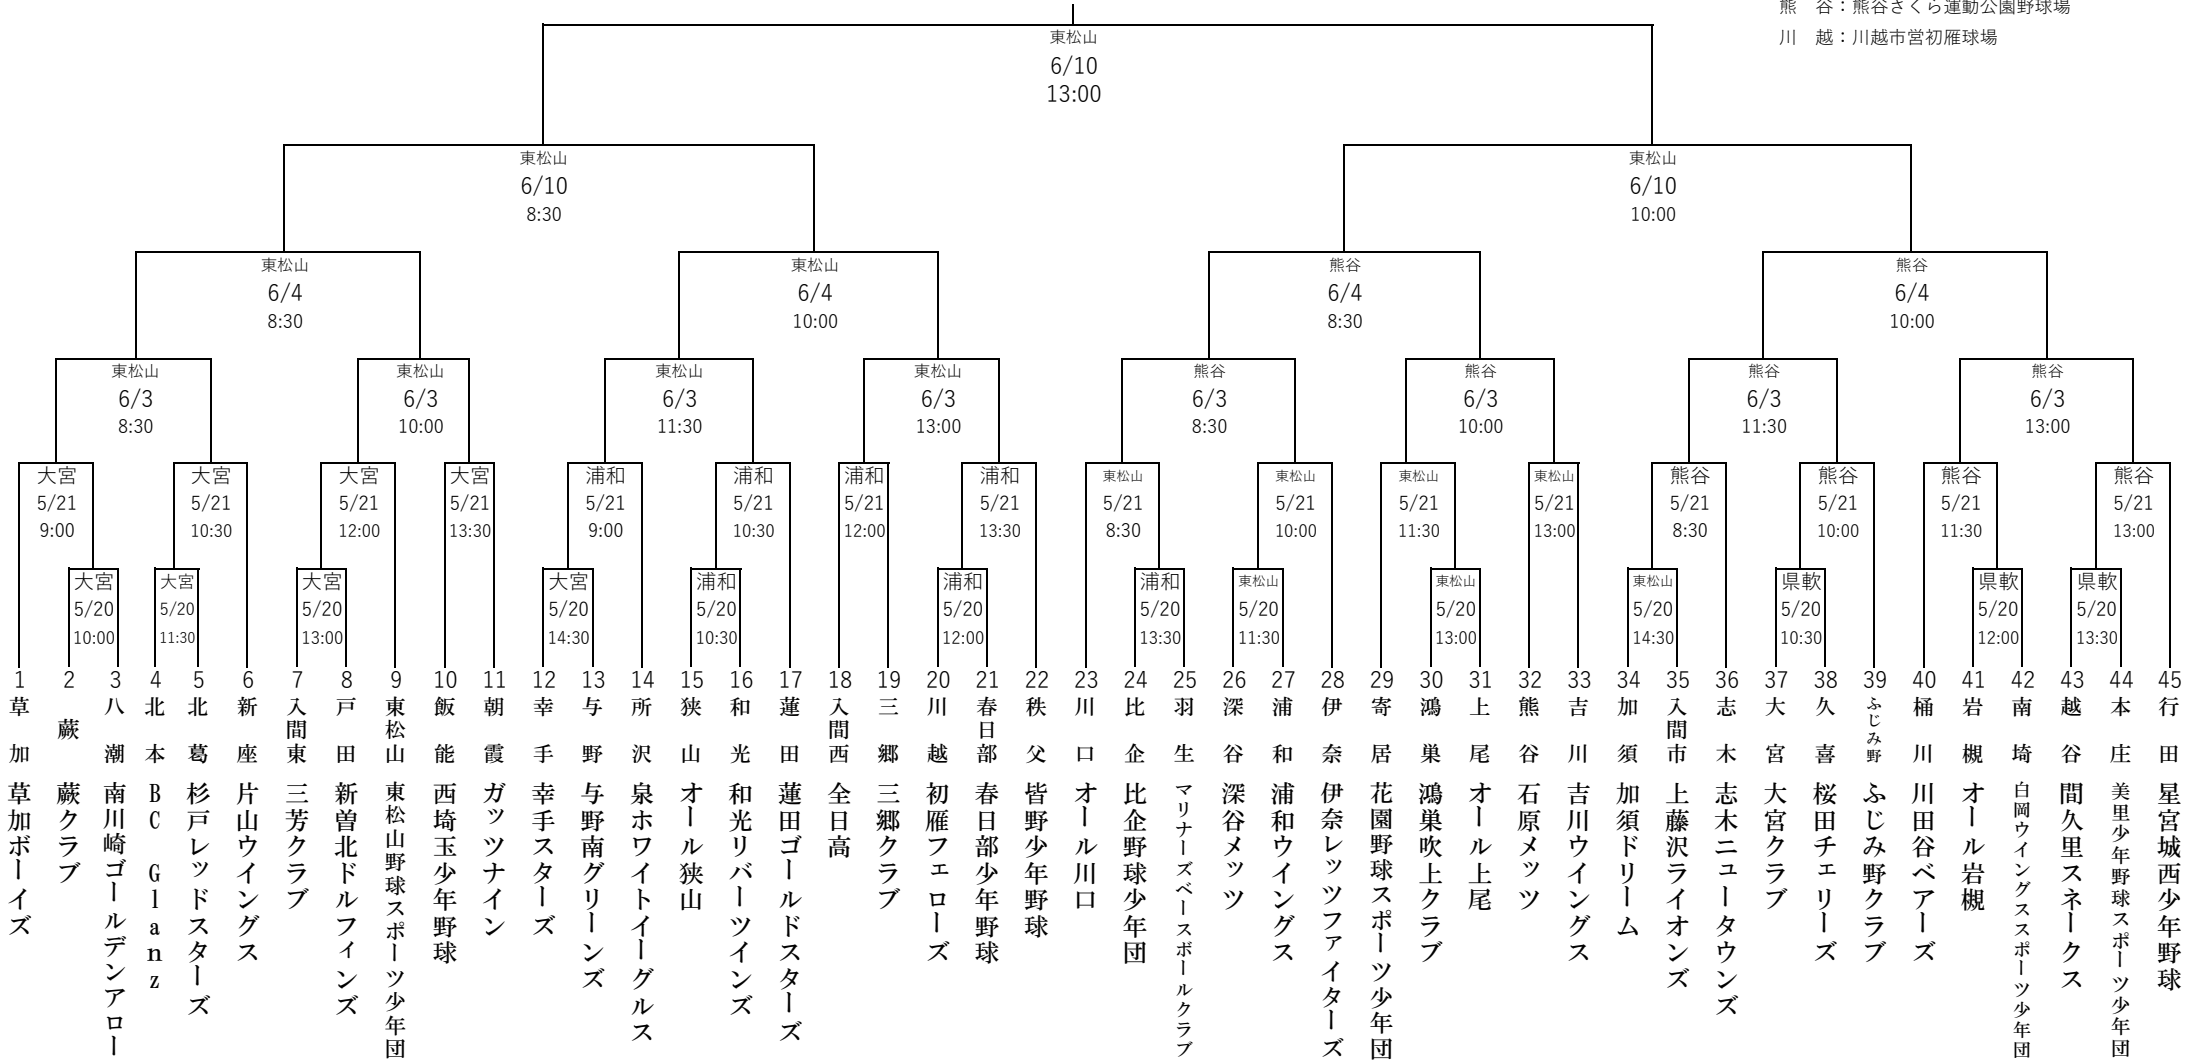 熊　谷：熊谷さくら運動公園野球場
川　越：川越市営初雁球場
東松山
6/10
13:00
東松山
6/10
8:30
東松山
6/10
10:00
東松山
6/4
8:30
東松山
6/4
10:00
熊谷
6/4
8:30
熊谷
6/4
10:00
東松山
6/3
8:30
東松山
6/3
10:00
東松山
6/3
11:30
東松山
6/3
13:00
熊谷
6/3
8:30
熊谷
6/3
10:00
熊谷
6/3
11:30
熊谷
6/3
13:00
大宮
5/21
9:00
大宮
5/21
10:30
大宮
5/21
12:00
大宮
5/21
13:30
浦和
5/21
9:00
浦和
5/21
10:30
浦和
5/21
12:00
浦和
5/21
13:30
東松山
5/21
8:30
東松山
5/21
10:00
東松山
5/21
11:30
東松山
5/21
13:00
熊谷
5/21
8:30
熊谷
5/21
10:00
熊谷
5/21
11:30
熊谷
5/21
13:00
大宮
5/20
10:00
大宮
5/20
11:30
大宮
5/20
13:00
大宮
5/20
14:30
浦和
5/20
10:30
浦和
5/20
12:00
浦和
5/20
13:30
東松山
5/20
11:30
東松山
5/20
13:00
東松山
5/20
14:30
県軟
5/20
10:30
県軟
5/20
12:00
県軟
5/20
13:30
1 草加 草加ボーイズ
2 蕨 蕨クラブ
3 八潮 南川崎ゴールデンアロー
4 北本 BC Glanz
5 北葛 杉戸レッドスターズ
6 新座 片山ウイングス
7 入間東 三芳クラブ
8 戸田 新曽北ドルフィンズ
9 東松山 東松山野球スポーツ少年団
10 飯能 西埼玉少年野球
11 朝霞 ガッツナイン
12 幸手 幸手スターズ
13 与野 与野南グリーンズ
14 所沢 泉ホワイトイーグルス
15 狭山 オール狭山
16 和光 和光リバーツインズ
17 蓮田 蓮田ゴールドスターズ
18 入間西 全日高
19 三郷 三郷クラブ
20 川越 初雁フェローズ
21 春日部 春日部少年野球
22 秩父 皆野少年野球
23 川口 オール川口
24 比企 比企野球少年団
25 羽生 マリナーズベースボールクラブ
26 深谷 深谷メッツ
27 浦和 浦和ウイングス
28 伊奈 伊奈レッツファイターズ
29 寄居 花園野球スポーツ少年団
30 鴻巣 鴻巣吹上クラブ
31 上尾 オール上尾
32 熊谷 石原メッツ
33 吉川 吉川ウイングス
34 加須 加須ドリーム
35 入間市 上藤沢ライオンズ
36 志木 志木ニュータウンズ
37 大宮 大宮クラブ
38 久喜 桜田チェリーズ
39 ふじみ野 ふじみ野クラブ
40 桶川 川田谷ベアーズ
41 岩槻 オール岩槻
42 南埼 白岡ウイングススポーツ少年団
43 越谷 間久里スネークス
44 本庄 美里少年野球スポーツ少年団
45 行田 星宮城西少年野球